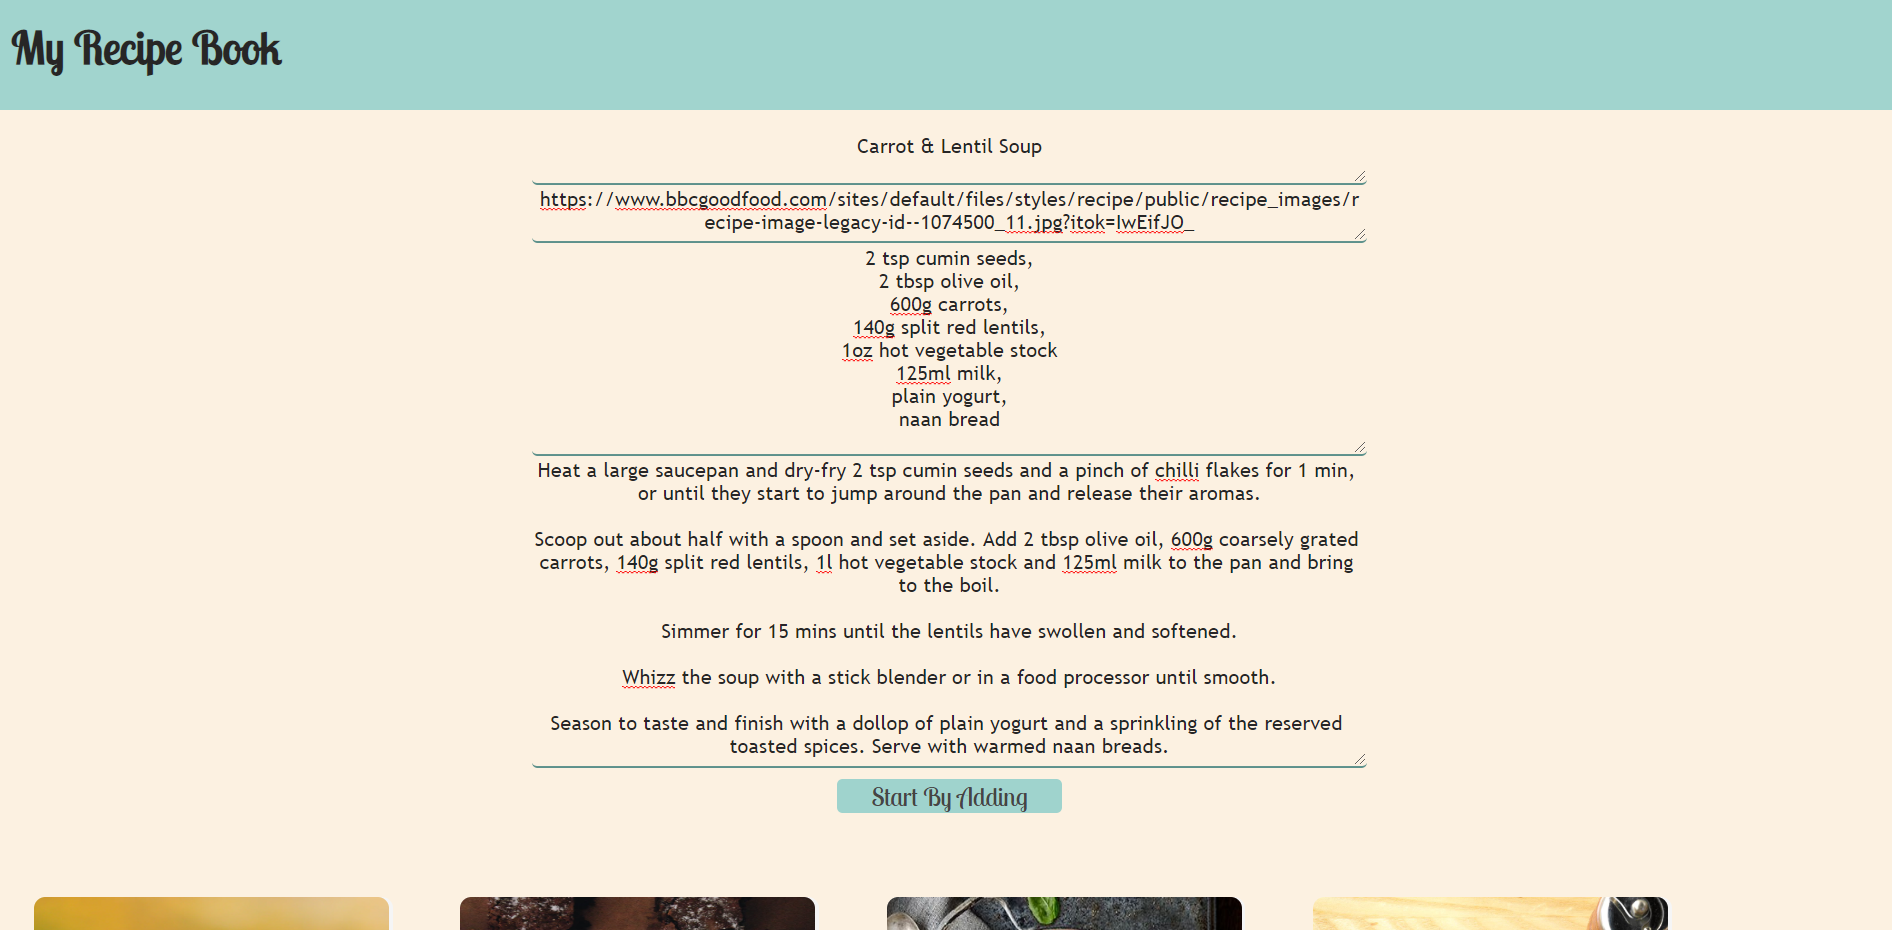 My Recipe Book
Carrot & Lentil Soup
https://www.bbcgoodfood.com/sites/default/files/styles/recipe/public/recipe_images/r
ecipe-image-legacy-id--1074500_11.jpg?itok=IwEifJO_
2 tsp cumin seeds,
2 tbsp olive oil,
600g carrots,
140g split red lentils,
1oz hot vegetable stock
125ml milk,
plain yogurt,
naan bread
Heat a large saucepan and dry-fry 2 tsp cumin seeds and a pinch of chilli flakes for 1 min,
or until they start to jump around the pan and release their aromas.
Scoop out about half with a spoon and set aside. Add 2 tbsp olive oil, 600g coarsely grated
carrots, 140g split red lentils, 1l hot vegetable stock and 125ml milk to the pan and bring
to the boil.
Simmer for 15 mins until the lentils have swollen and softened.
Whizz the soup with a stick blender or in a food processor until smooth.
Season to taste and finish with a dollop of plain yogurt and a sprinkling of the reserved
toasted spices. Serve with warmed naan breads.
Start By Adding